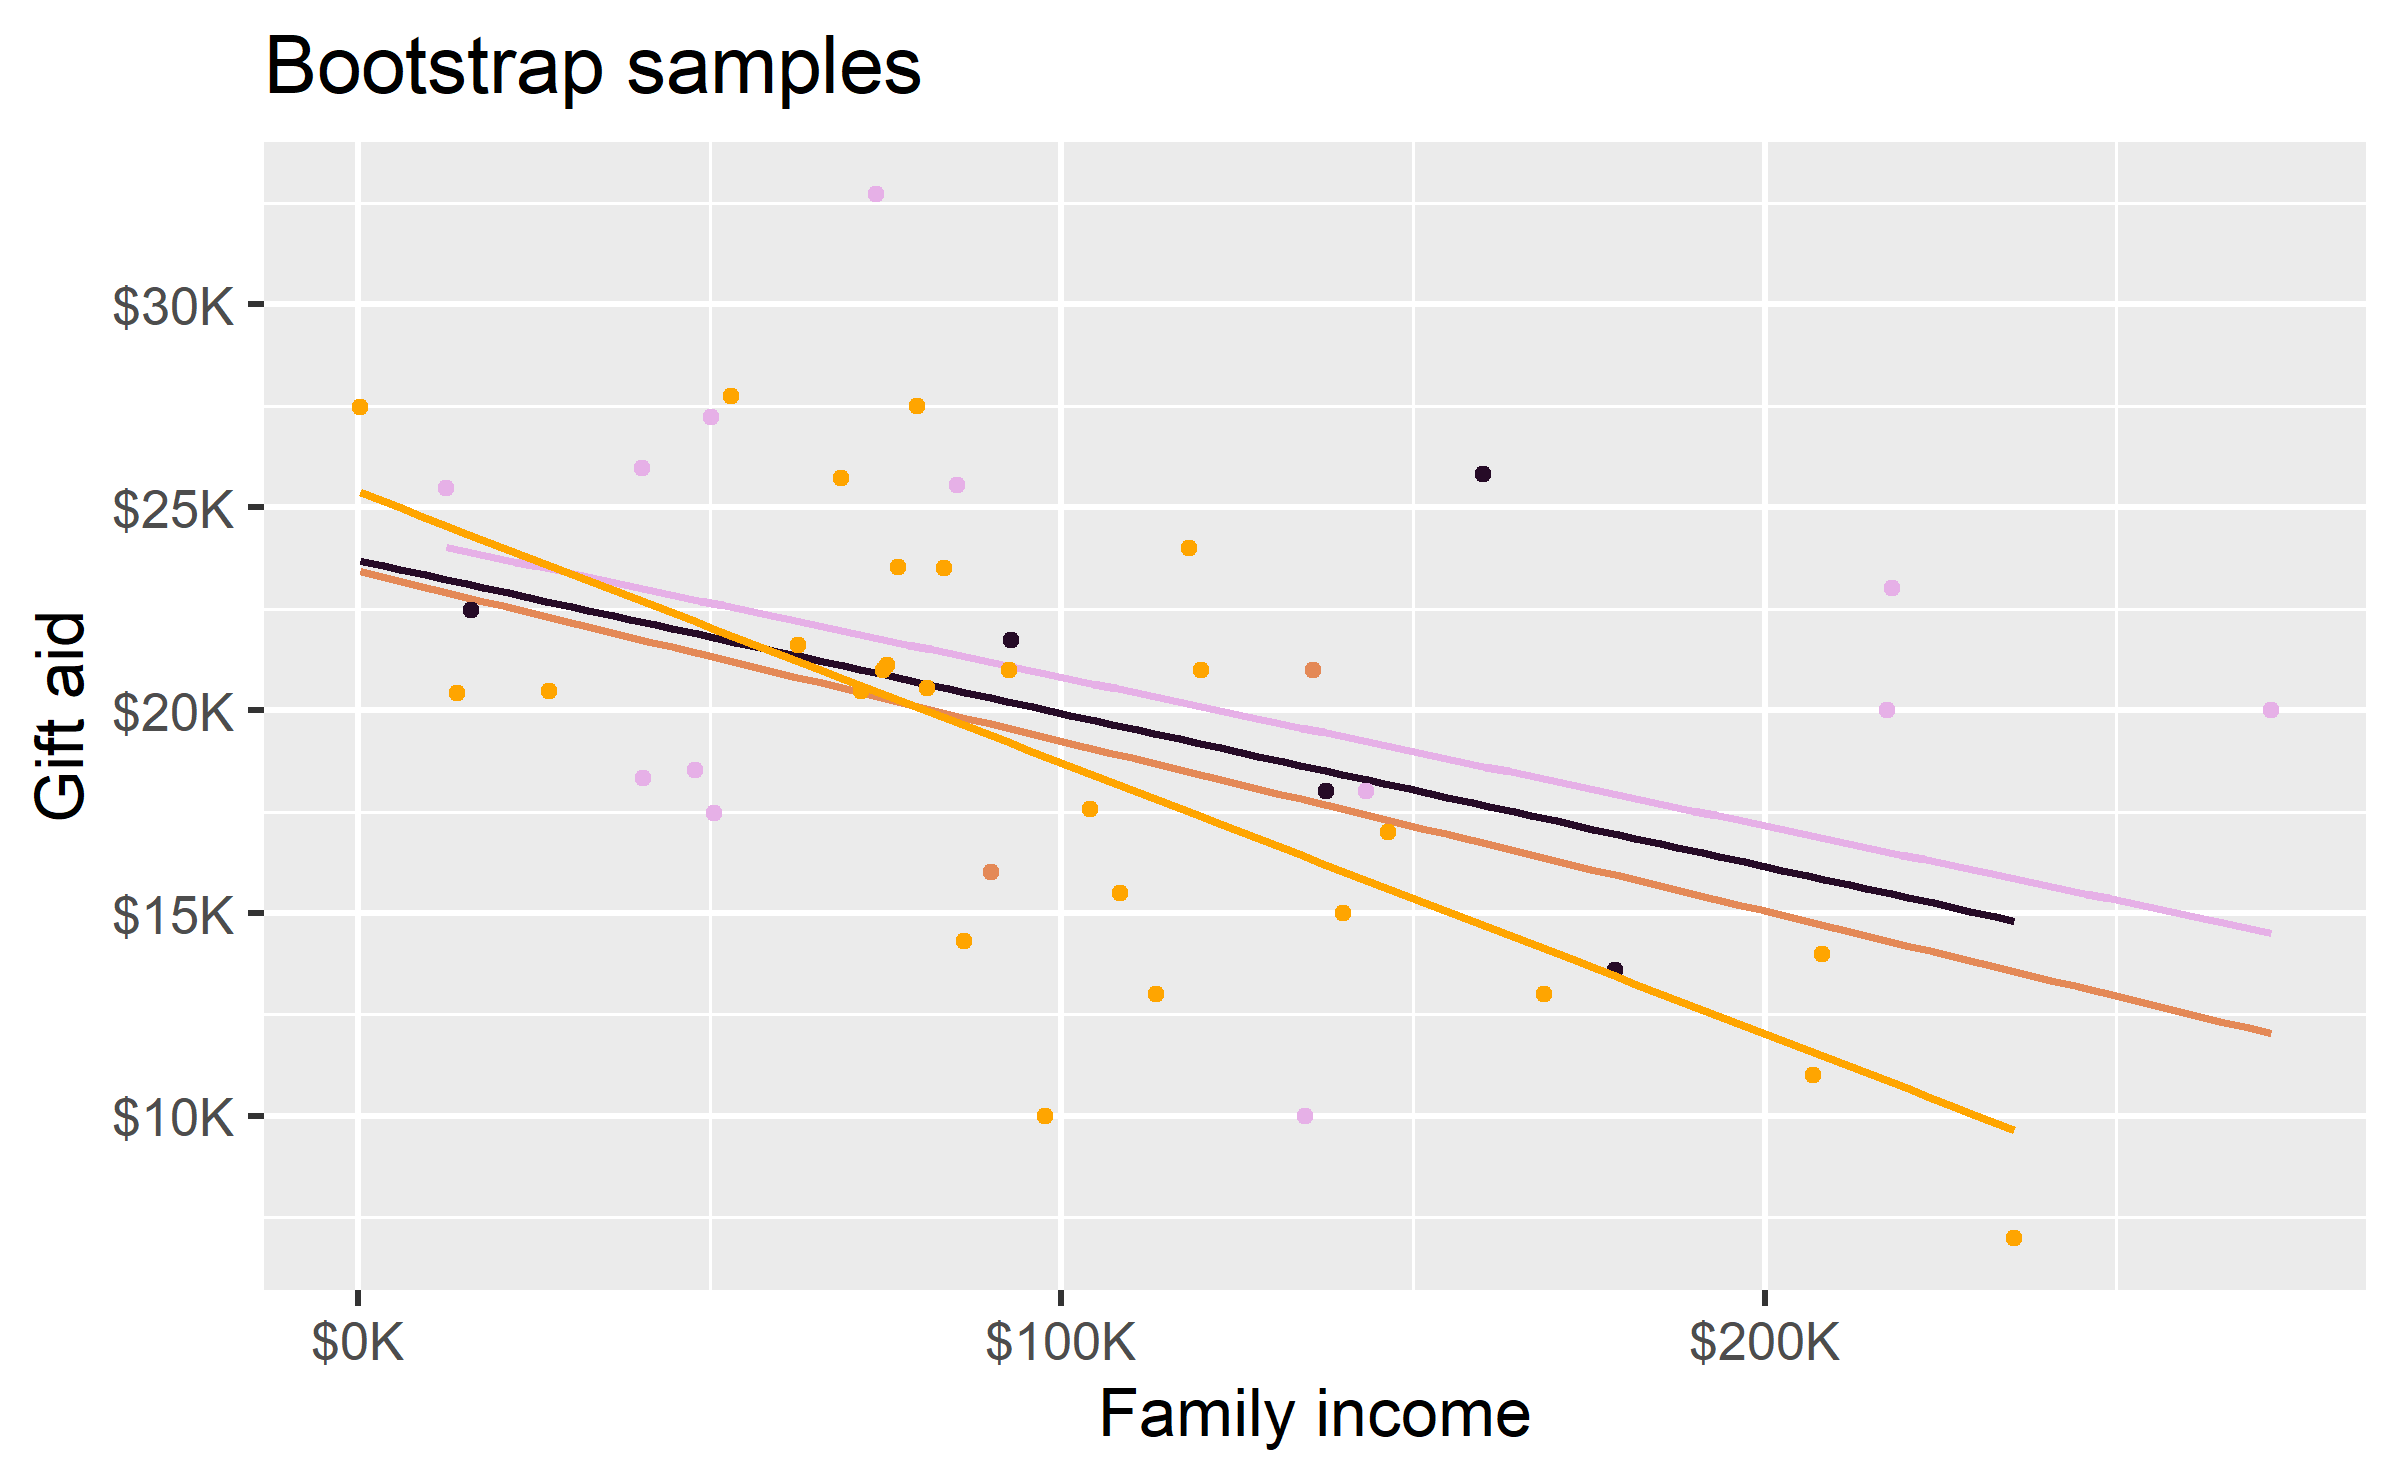 Bootstrap samples
$30K
$25K
$20K
$15K
$10K
Gift aid
$0K
$100K
$200K
Family income